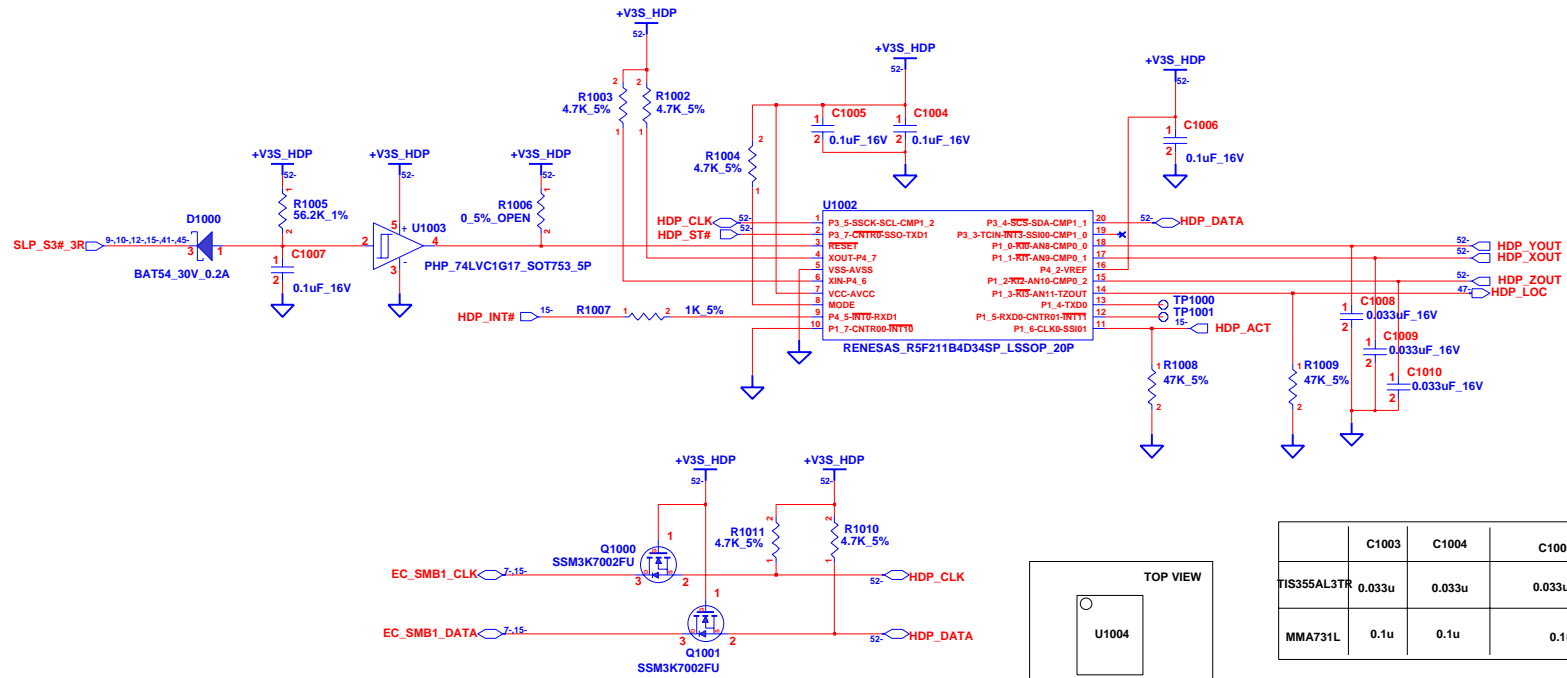 +V3S_HDP
52-
+V3S_HDP
52-
+V3S_HDP
52-
R1003
4.7K_5%
2
1
R1002
4.7K_5%
2
1
C1005
1
2
0.1uF_16V
C1004
1
2
0.1uF_16V
C1006
1
2
0.1uF_16V
R1004
4.7K_5%
2
1
+V3S_HDP
52-
+V3S_HDP
52-
+V3S_HDP
52-
R1005
56.2K_1%
1
2
R1006
0_5%_OPEN
1
2
D1000
SLP_S3#_3R
9-,10-,12-,15-,41-,45-
3
1
BAT54_30V_0.2A
C1007
1
2
0.1uF_16V
U1003
5
+
2
4
-
3
PHP_74LVC1G17_SOT753_5P
HDP_CLK
52-
HDP_ST#
52-
HDP_INT#
15-
R1007
1
2
1K_5%
U1002
1 P3_5-SSCK-SCL-CMP1_2
2 P3_7-CNTR0-SSO-TXD1
3 RESET
4 XOUT-P4_7
5 VSS-AVSS
6 XIN-P4_6
7 VCC-AVCC
8 MODE
9 P4_5-INT0-RXD1
10 P1_7-CNTR00-INT10
P3_4-SCS-SDA-CMP1_1 20
P3_3-TCIN-INT3-SSI00-CMP1_0 19
P1_0-KI0-AN8-CMP0_0 18
P1_1-KI1-AN9-CMP0_1 17
P4_2-VREF 16
P1_2-KI2-AN10-CMP0_2 15
P1_3-KI3-AN11-TZOUT 14
P1_4-TXD0 13
P1_5-RXD0-CNTR01-INT11 12
P1_6-CLK0-SSI01 11
RENESAS_R5F211B4D34SP_LSSOP_20P
52-
HDP_DATA
52-
HDP_YOUT
52-
HDP_XOUT
52-
HDP_ZOUT
47-
HDP_LOC
TP1000
TP1001
15-
HDP_ACT
C1008
1
2
0.033uF_16V
C1009
1
2
0.033uF_16V
C1010
1
2
0.033uF_16V
R1008
47K_5%
1
2
R1009
47K_5%
1
2
+V3S_HDP
52-
+V3S_HDP
52-
R1011
4.7K_5%
2
1
R1010
4.7K_5%
2
1
Q1000
SSM3K7002FU
1
G
D
S
EC_SMB1_CLK
7-,15-
3
2
52-
HDP_CLK
1
G
D
S
EC_SMB1_DATA
7-,15-
3
2
52-
HDP_DATA
Q1001
SSM3K7002FU
TOP VIEW
U1004
C1003 C1004 C100
TIS355AL3TR 0.033u 0.033u 0.033u
MMA731L 0.1u 0.1u 0.1